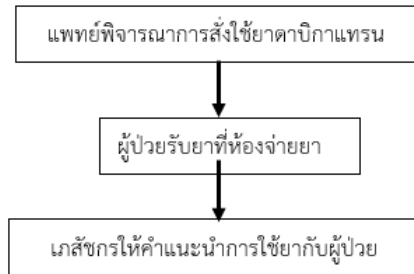 แพทย์พิจารณาการสั่งใช้ยาดาบิกาแทรน
ผู้ป่วยรับยาที่ห้องจ่ายยา
เภสัชกรให้คำแนะนำการใช้ยากับผู้ป่วย